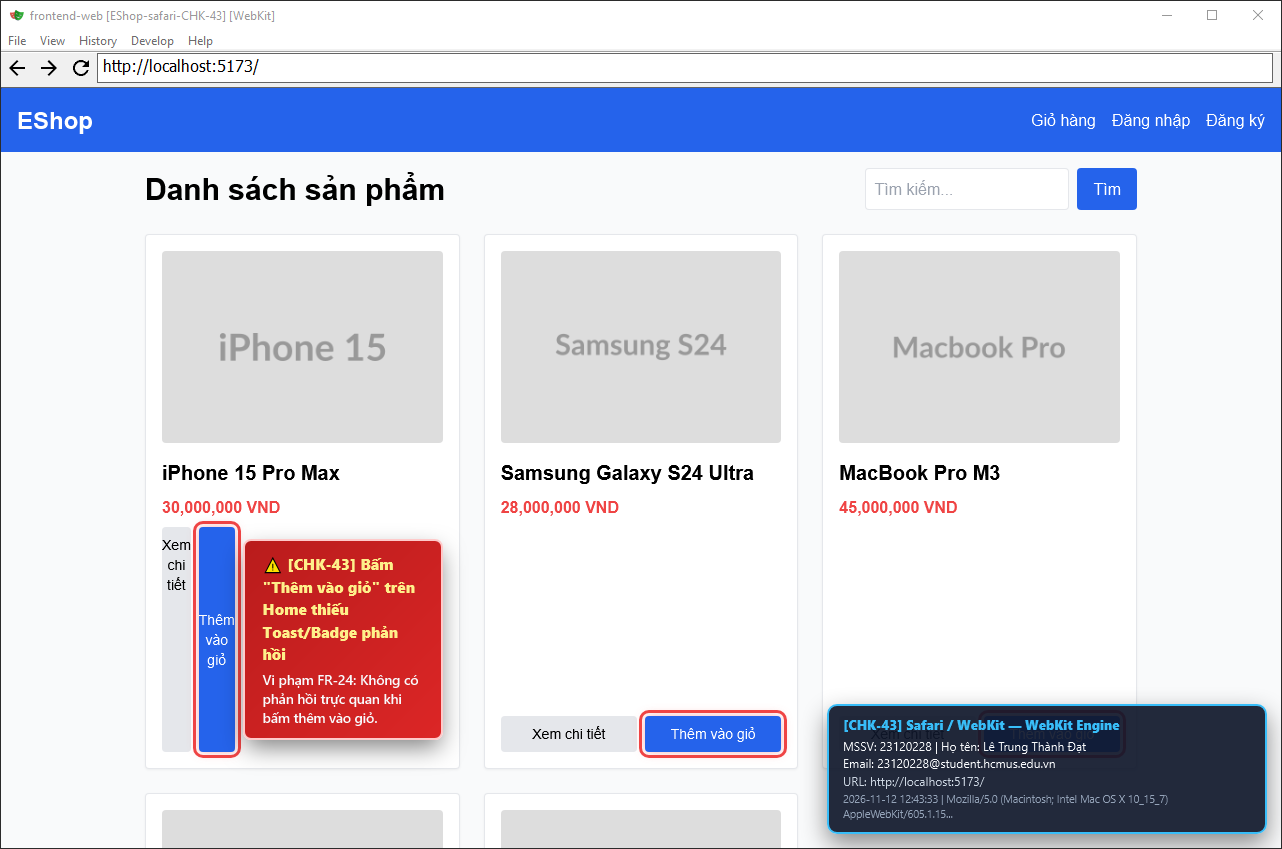 frontend-web [EShop-safari-CHK-43] [WebKit]
File View History Develop Help
http://localhost:5173/
EShop
Giỏ hàng Đăng nhập Đăng ký
Danh sách sản phẩm
Tìm kiếm...
Tìm
iPhone 15
Samsung S24
Macbook Pro
iPhone 15 Pro Max
Samsung Galaxy S24 Ultra
MacBook Pro M3
30,000,000 VND
28,000,000 VND
45,000,000 VND
Xem
chi
tiết
Thêm
vào
giỏ
⚠ [CHK-43] Bấm
"Thêm vào giỏ" trên
Home thiếu
Toast/Badge phản
hồi
Vi phạm FR-24: Không có
phản hồi trực quan khi
bấm thêm vào giỏ.
Xem chi tiết
Thêm vào giỏ
[CHK-43] Safari / WebKit — WebKit Engine
MSSV: 23120228 | Họ tên: Lê Trung Thành Đạt
Email: 23120228@student.hcmus.edu.vn
URL: http://localhost:5173/
2026-11-12 12:43:33 | Mozilla/5.0 (Macintosh; Intel Mac OS X 10_15_7)
AppleWebKit/605.1.15...